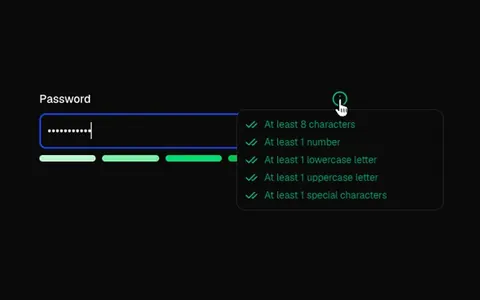 Password
At least 8 characters
At least 1 number
At least 1 lowercase letter
At least 1 uppercase letter
At least 1 special characters